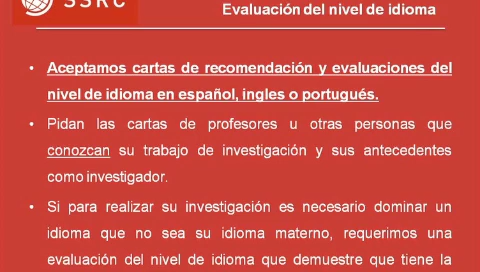 SSRC
Evaluación del nivel de idioma
• Aceptamos cartas de recomendación y evaluaciones del
nivel de idioma en español, ingles o portugués.
• Pidan las cartas de profesores u otras personas que
conozcan su trabajo de investigación y sus antecedentes
como investigador.
• Si para realizar su investigación es necesario dominar un
idioma que no sea su idioma materno, requerimos una
evaluación del nivel de idioma que demuestre que tiene la